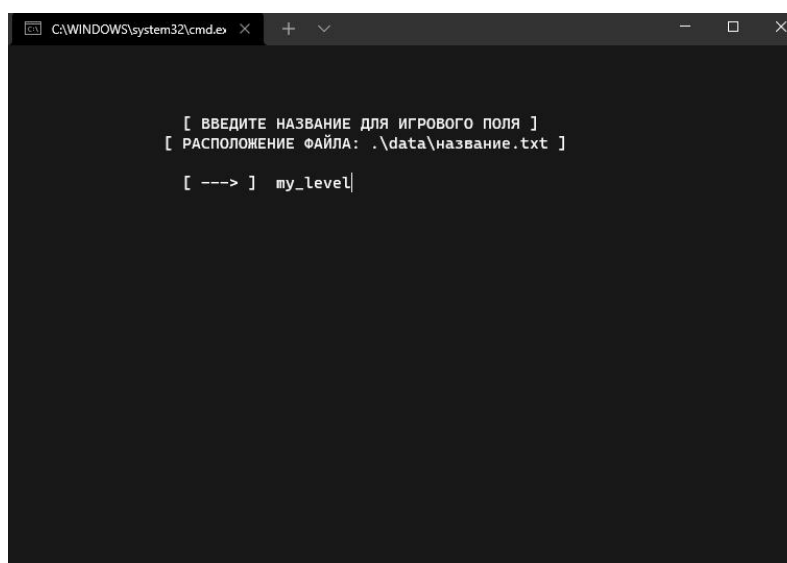 C:\WINDOWS\system32\cmd.ex
[ ВВЕДИТЕ НАЗВАНИЕ ДЛЯ ИГРОВОГО ПОЛЯ ]
[ РАСПОЛОЖЕНИЕ ФАЙЛА: .\data\название.txt ]
[ ---> ] my_level